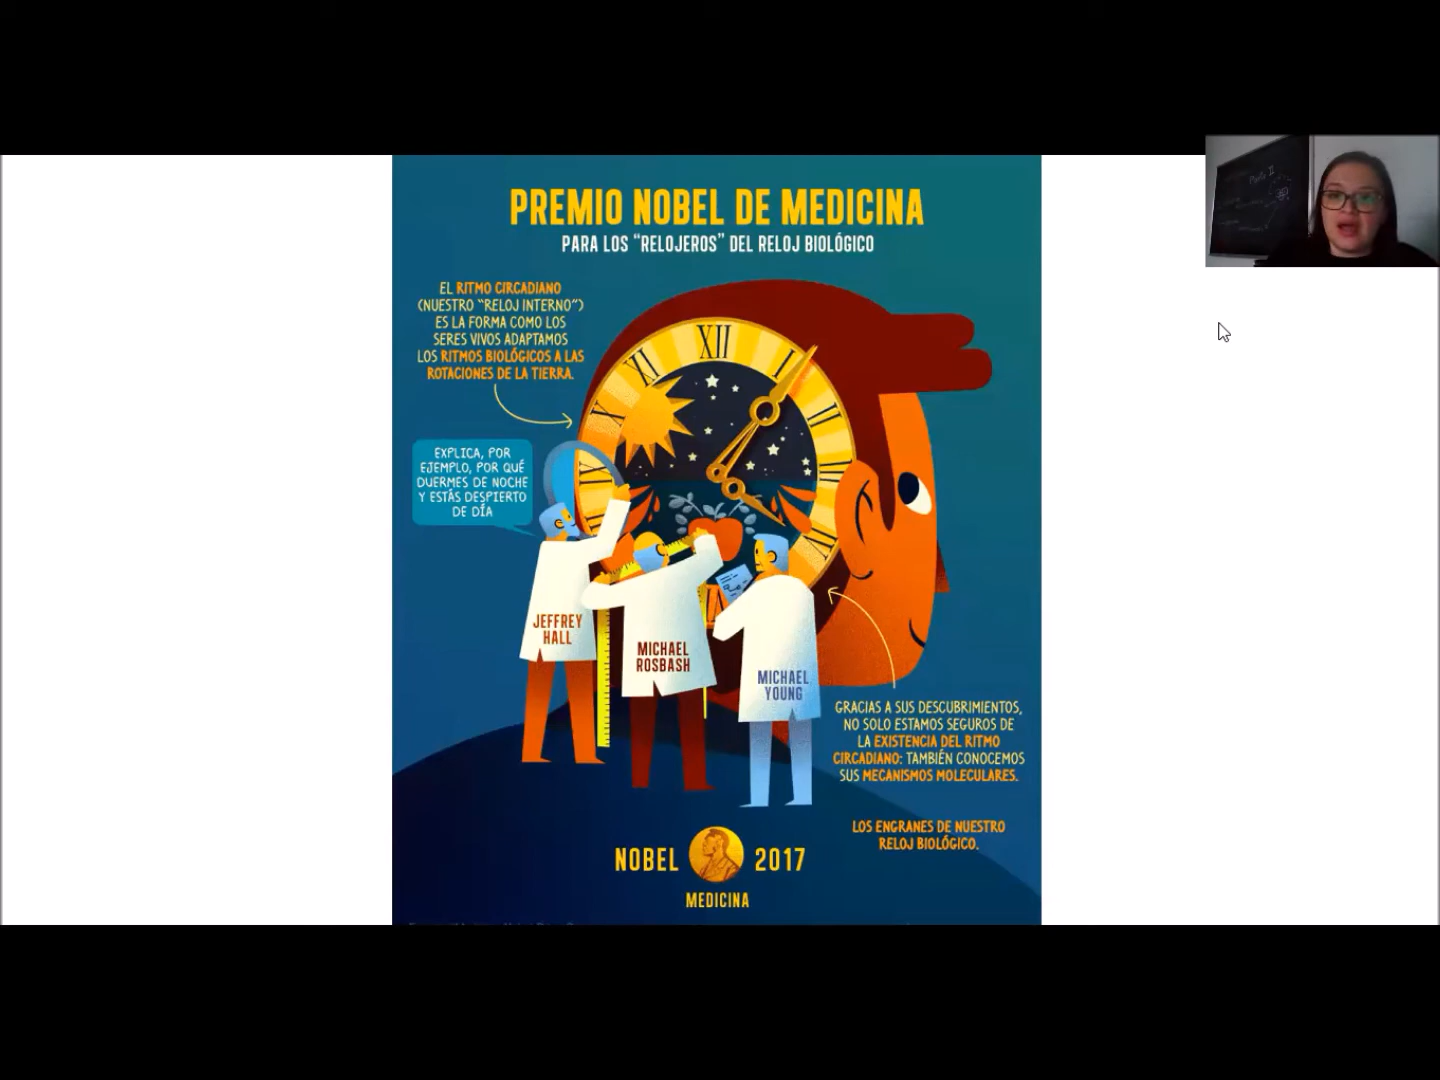 PREMIO NOBEL DE MEDICINA
PARA LOS “RELOJEROS” DEL RELOJ BIOLÓGICO
EL RITMO CIRCADIANO
(NUESTRO “RELOJ INTERNO”)
ES LA FORMA COMO LOS
SERES VIVOS ADAPTAMOS
LOS RITMOS BIOLÓGICOS A LAS
ROTACIONES DE LA TIERRA.
XII
I
XI
X
EXPLICA, POR
EJEMPLO, POR QUÉ
DUERMES DE NOCHE
Y ESTÁS DESPIERTO
DE DÍA
JEFFREY
HALL
MICHAEL
ROSBASH
MICHAEL
YOUNG
GRACIAS A SUS DESCUBRIMIENTOS,
NO SOLO ESTAMOS SEGUROS DE
LA EXISTENCIA DEL RITMO
CIRCADIANO: TAMBIÉN CONOCEMOS
SUS MECANISMOS MOLECULARES.
LOS ENGRANES DE NUESTRO
RELOJ BIOLÓGICO.
NOBEL 2017
MEDICINA